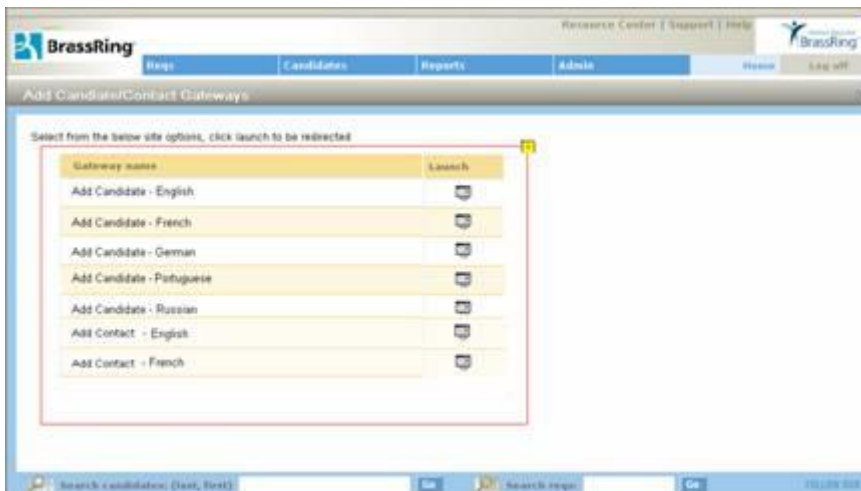 Resource Center | Support | Help
BrassRing
BrassRing
Reqs Candidates Reports Admin Home Log off
Add Candiate/Contact Gateways
Select from the below site options, click launch to be redirected
Gateway name Launch
Add Candidate - English
Add Candidate - French
Add Candidate - German
Add Candidate - Portuguese
Add Candidate - Russian
Add Contact - English
Add Contact - French
Search candidates: (last, first) Go Search reqs: Go